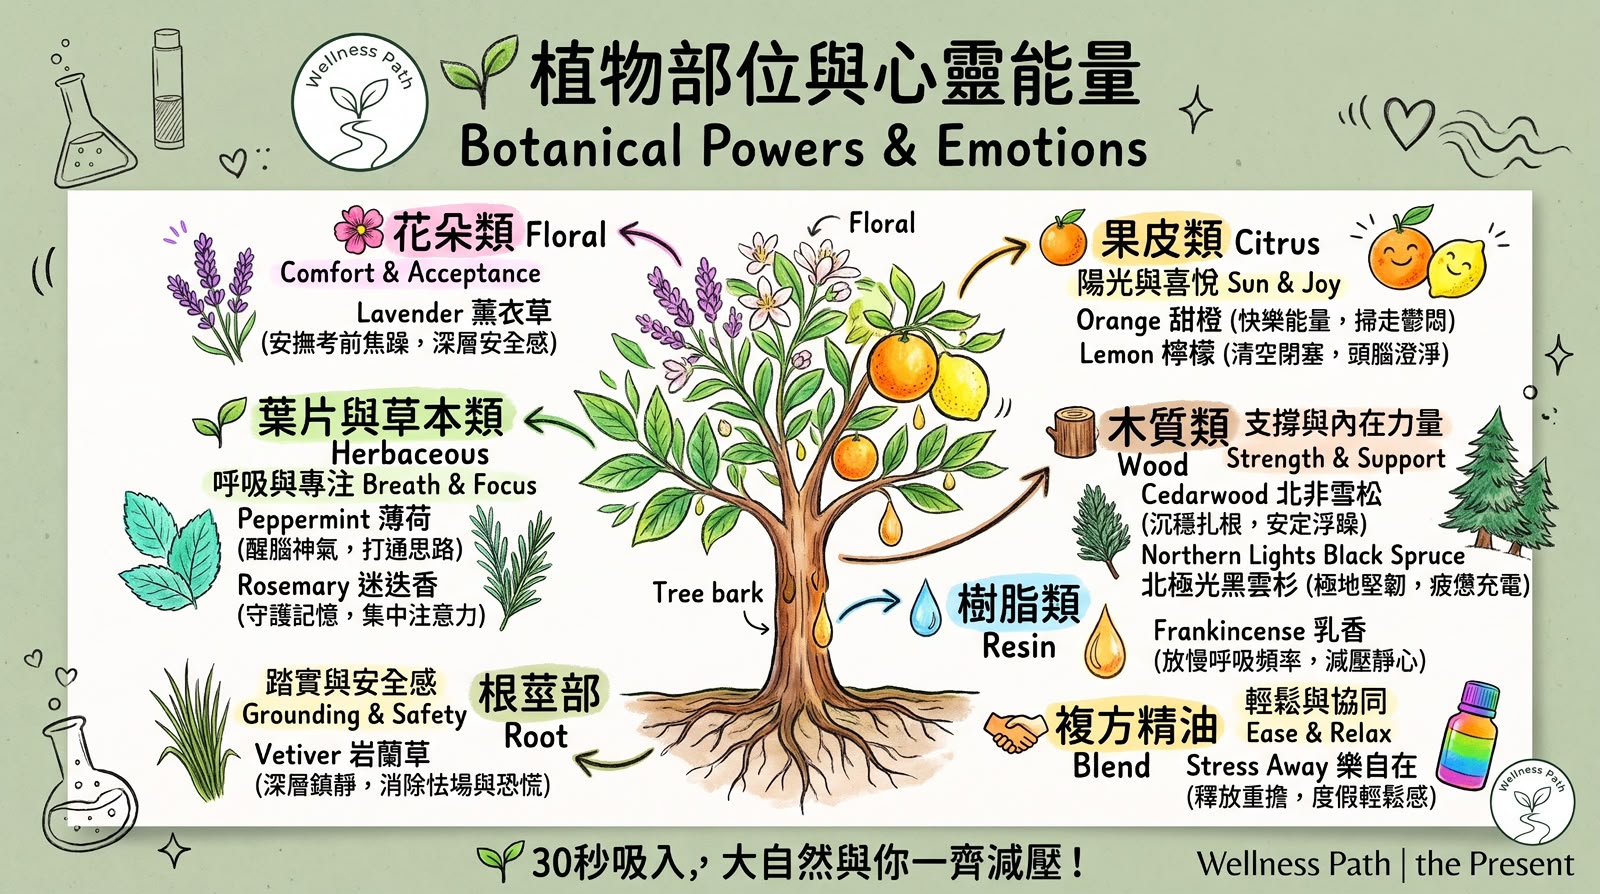 Wellness Path
植物部位與心靈能量
Botanical Powers & Emotions
花朵類 Floral
Comfort & Acceptance
Lavender 薰衣草
(安撫考前焦躁，深層安全感)
葉片與草本類
Herbaceous
呼吸與專注 Breath & Focus
Peppermint 薄荷
(醒腦神氣，打通思路)
Rosemary 迷迭香
(守護記憶，集中注意力)
踏實與安全感
Grounding & Safety
根莖部
Root
Vetiver 岩蘭草
(深層鎮靜，消除怯場與恐慌)
Floral
Tree bark
果皮類 Citrus
陽光與喜悅 Sun & Joy
Orange 甜橙 (快樂能量，掃走鬱悶)
Lemon 檸檬 (清空閉塞，頭腦澄淨)
木質類
Wood
支撐與內在力量
Strength & Support
Cedarwood 北非雪松
(沉穩扎根，安定浮躁)
Northern Lights Black Spruce
北極光黑雲杉 (極地堅韌，疲憊充電)
樹脂類
Resin
Frankincense 乳香
(放慢呼吸頻率，減壓靜心)
複方精油
Blend
輕鬆與協同
Ease & Relax
Stress Away 樂自在
(釋放重擔，度假輕鬆感)
Wellness Path
30秒吸入，大自然與你一齊減壓！
Wellness Path | the Present